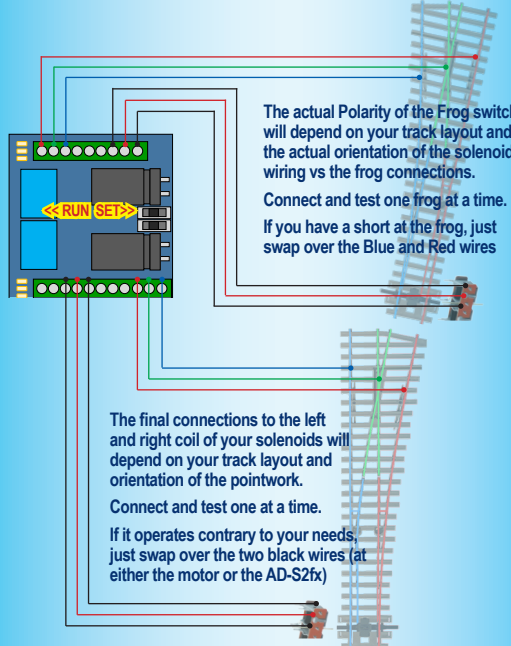 The actual Polarity of the Frog switch
will depend on your track layout and
the actual orientation of the solenoid
wiring vs the frog connections.
Connect and test one frog at a time.
If you have a short at the frog, just
swap over the Blue and Red wires
<< RUN SET>>
The final connections to the left
and right coil of your solenoids will
depend on your track layout and
orientation of the pointwork.
Connect and test one at a time.
If it operates contrary to your needs,
just swap over the two black wires (at
either the motor or the AD-S2fx)